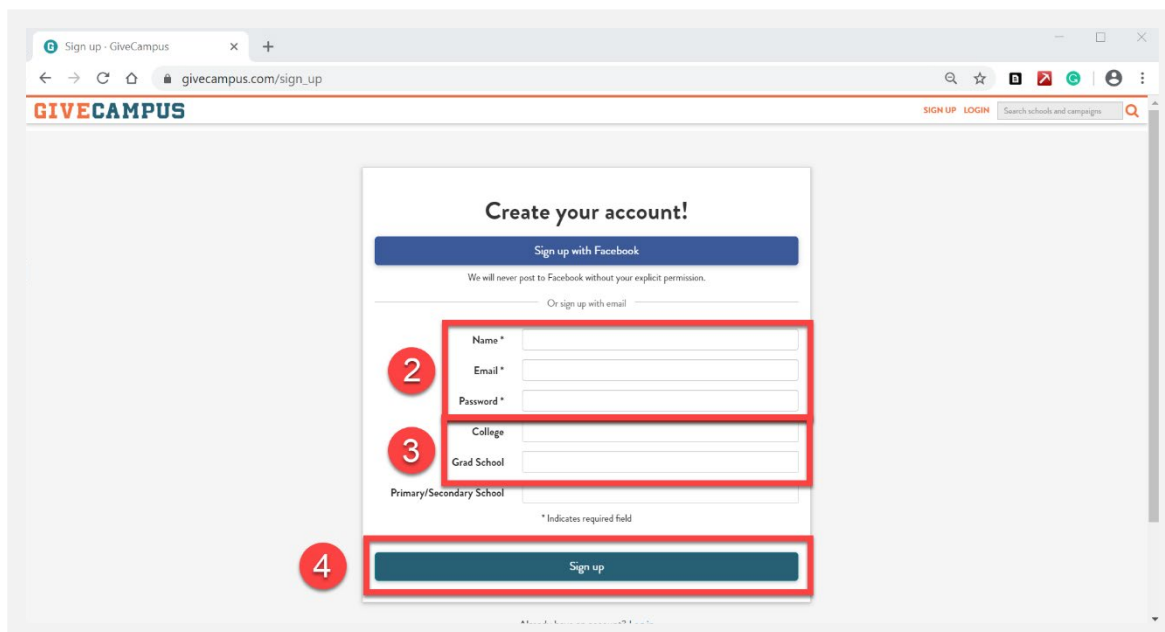 Sign up - GiveCampus
givecampus.com/sign_up
GIVECAMPUS
SIGN UP LOGIN Search schools and campaigns
Create your account!
Sign up with Facebook
We will never post to Facebook without your explicit permission.
Or sign up with email
Name *
2
Email *
Password *
College
3
Grad School
Primary/Secondary School
* Indicates required field
4
Sign up